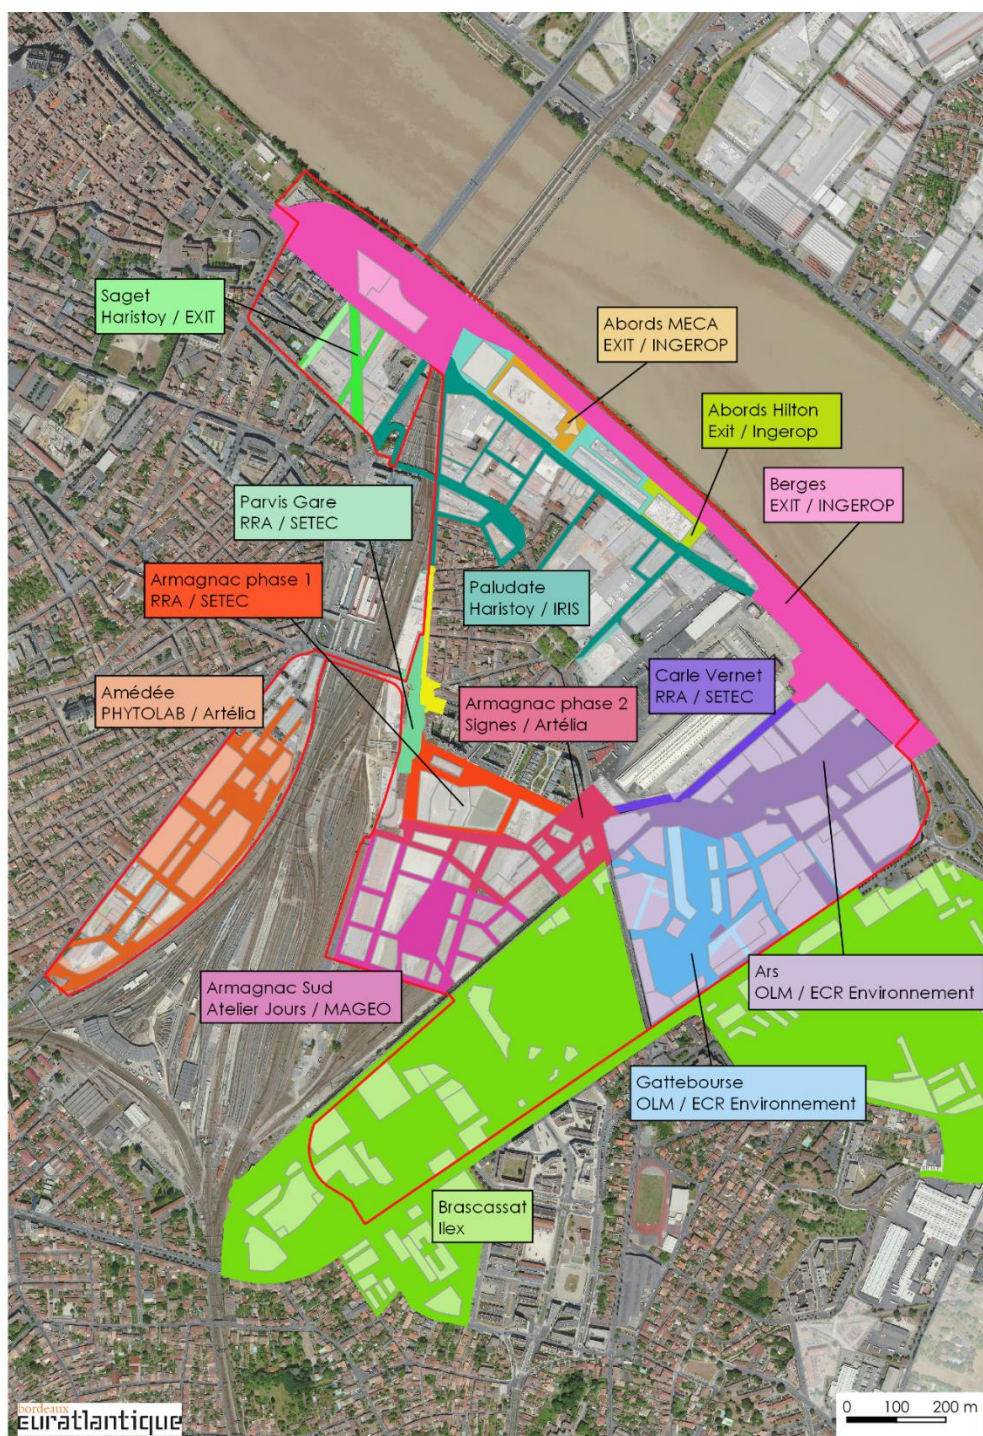 Saget
Haristoy / EXIT
Abords MECA
EXIT / INGEROP
Abords Hilton
Exit / Ingerop
Berges
EXIT / INGEROP
Parvis Gare
RRA / SETEC
Armagnac phase 1
RRA / SETEC
Paludate
Haristoy / IRIS
Amédée
PHYTOLAB / Artélia
Armagnac phase 2
Signes / Artélia
Carle Vernet
RRA / SETEC
Armagnac Sud
Atelier Jours / MAGEO
Ars
OLM / ECR Environnement
Gattebourse
OLM / ECR Environnement
Brascassat
Ilex
bordeaux
euratlantique
0 100 200 m